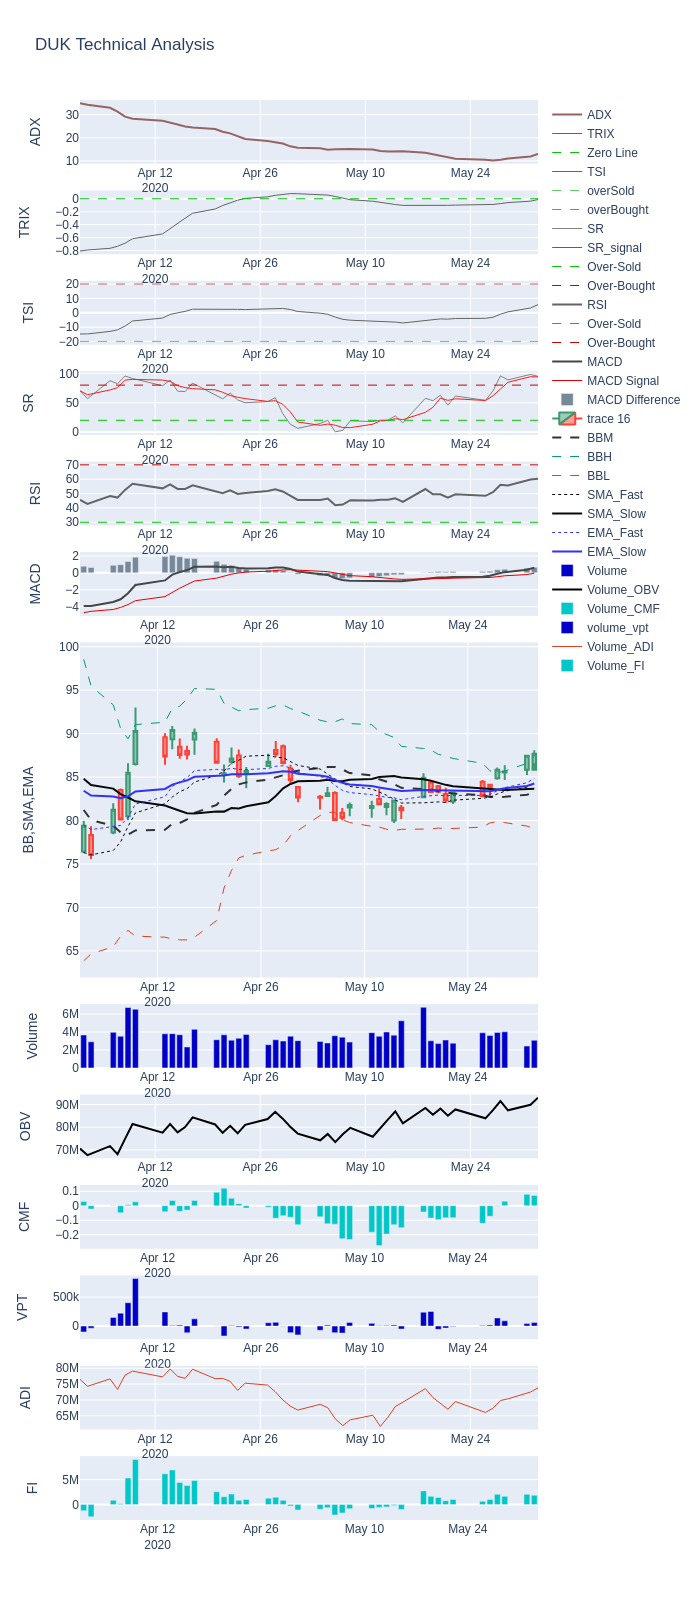 DUK Technical Analysis
ADX
30
20
10
Apr 12
2020
Apr 26
May 10
May 24
TRIX
0
−0.2
−0.4
−0.6
−0.8
Apr 12
2020
Apr 26
May 10
May 24
TSI
20
10
0
−10
−20
Apr 12
2020
Apr 26
May 10
May 24
SR
100
50
0
Apr 12
2020
Apr 26
May 10
May 24
RSI
70
60
50
40
30
Apr 12
2020
Apr 26
May 10
May 24
MACD
2
0
−2
−4
Apr 12
2020
Apr 26
May 10
May 24
BB,SMA,EMA
100
95
90
85
80
75
70
65
Apr 12
2020
Apr 26
May 10
May 24
Volume
6M
4M
2M
0
Apr 12
2020
Apr 26
May 10
May 24
OBV
90M
80M
70M
Apr 12
2020
Apr 26
May 10
May 24
CMF
0.1
0
−0.1
−0.2
Apr 12
2020
Apr 26
May 10
May 24
VPT
500k
0
Apr 12
2020
Apr 26
May 10
May 24
ADI
80M
75M
70M
65M
Apr 12
2020
Apr 26
May 10
May 24
FI
5M
0
Apr 12
2020
Apr 26
May 10
May 24
ADX
TRIX
Zero Line
TSI
overSold
overBought
SR
SR_signal
Over-Sold
Over-Bought
RSI
Over-Sold
Over-Bought
MACD
MACD Signal
MACD Difference
trace 16
BBM
BBH
BBL
SMA_Fast
SMA_Slow
EMA_Fast
EMA_Slow
Volume
Volume_OBV
Volume_CMF
volume_vpt
Volume_ADI
Volume_FI